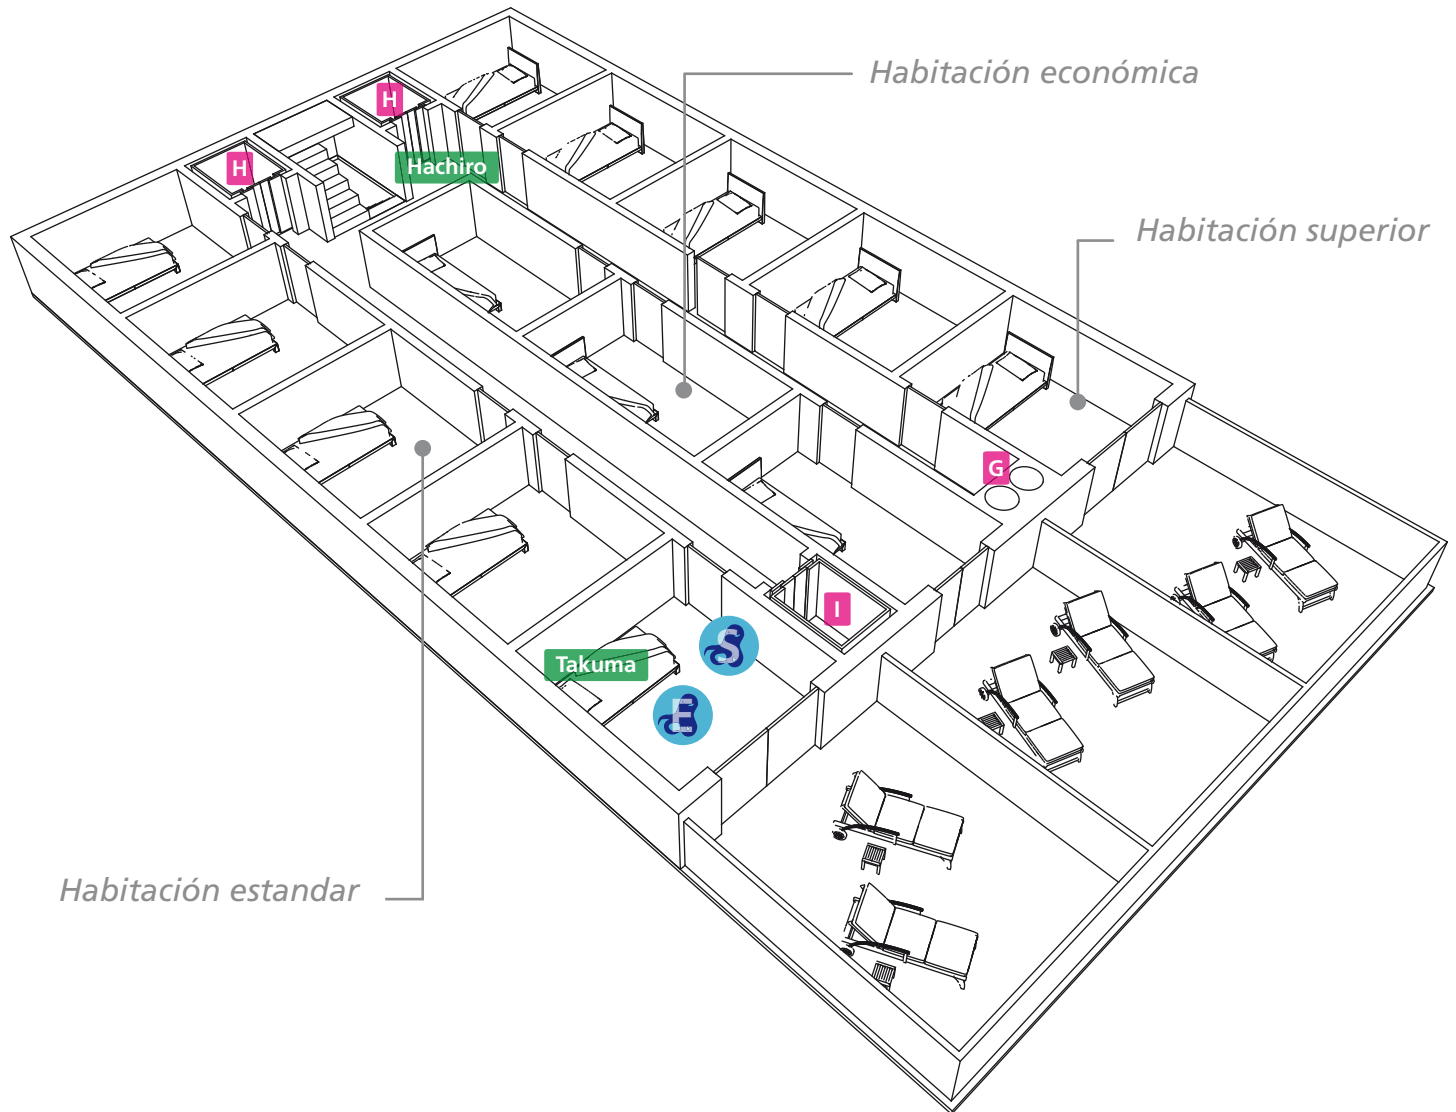 Habitación económica
H
H
Hachiro
Habitación superior
G
I
S
Takuma
E
Habitación estandar